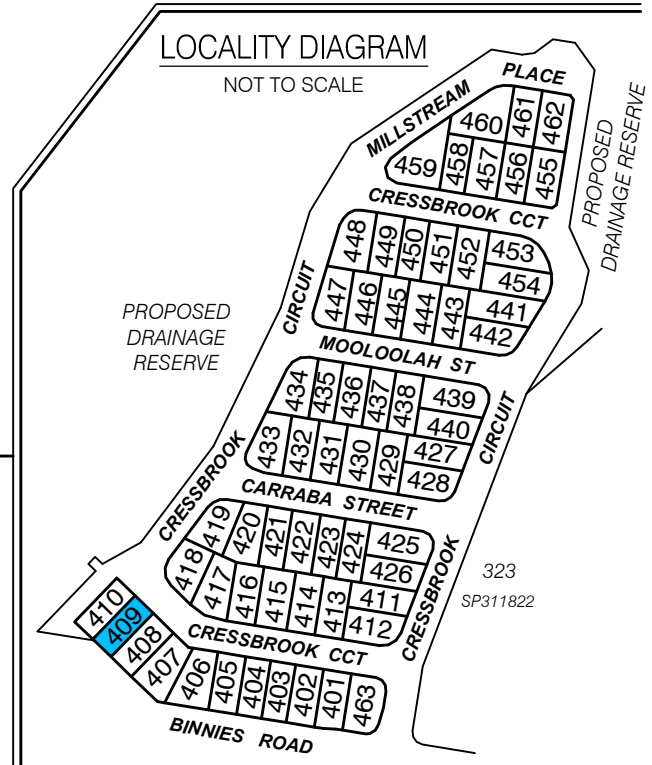 LOCALITY DIAGRAM
NOT TO SCALE
MILLSTREAM PLACE
460 461 462
459 458 457 456 455
PROPOSED
DRAINAGE RESERVE
CRESSBROOK CCT
448 449 450 451 452 453
454
447 446 445 444 443 441
442
CIRCUIT
PROPOSED
DRAINAGE
RESERVE
MOOLOOLAH ST
434 435 436 437 438 439
440
433 432 431 430 429 427
428
CIRCUIT
CRESSBROOK
CARRABA STREET
419 420 421 422 423 424 425
426
418 417 416 415 414 413 411
412
CRESSBROOK
323
SP311822
CRESSBROOK CCT
410
409
408
407
406 405 404 403 402 401 463
BINNIES ROAD